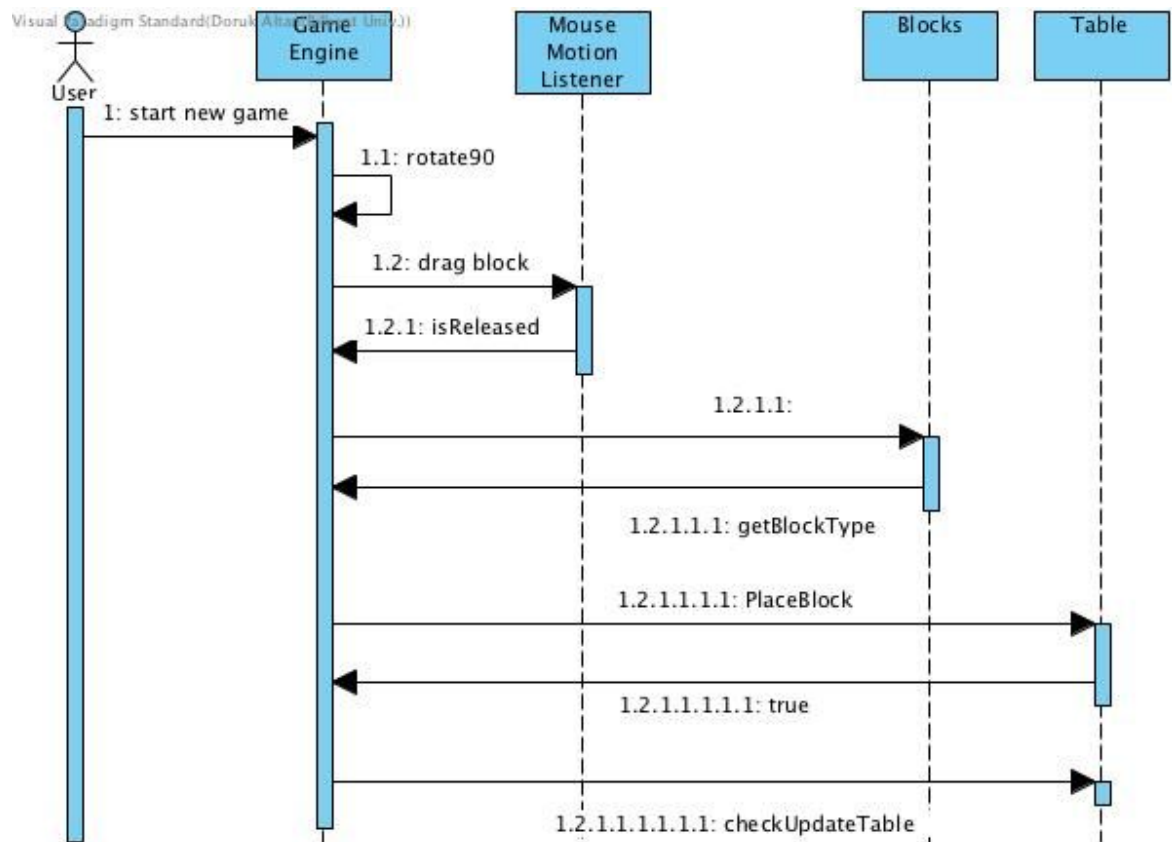 Visual Paradigm Standard(Doruk
Game
Engine
Mouse
Motion
Listener
Blocks
Table
User
1: start new game
1.1: rotate90
1.2: drag block
1.2.1: isReleased
1.2.1.1:
1.2.1.1.1: getBlockType
1.2.1.1.1.1: PlaceBlock
1.2.1.1.1.1.1: true
1.2.1.1.1.1.1.1: checkUpdateTable